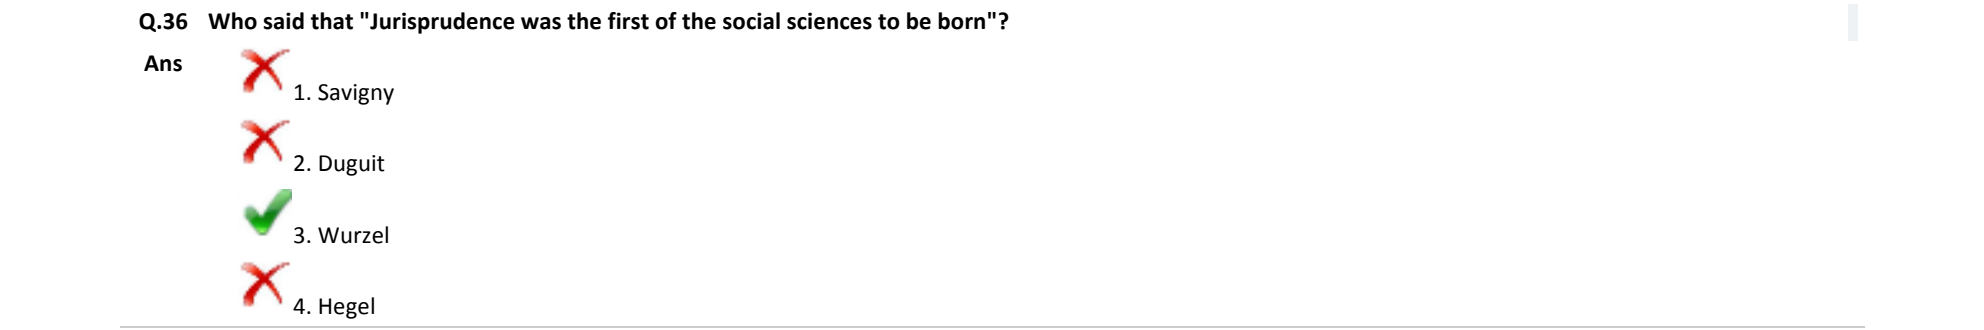 Q.36 Who said that "Jurisprudence was the first of the social sciences to be born"?
Ans
1. Savigny
2. Duguit
3. Wurzel
4. Hegel